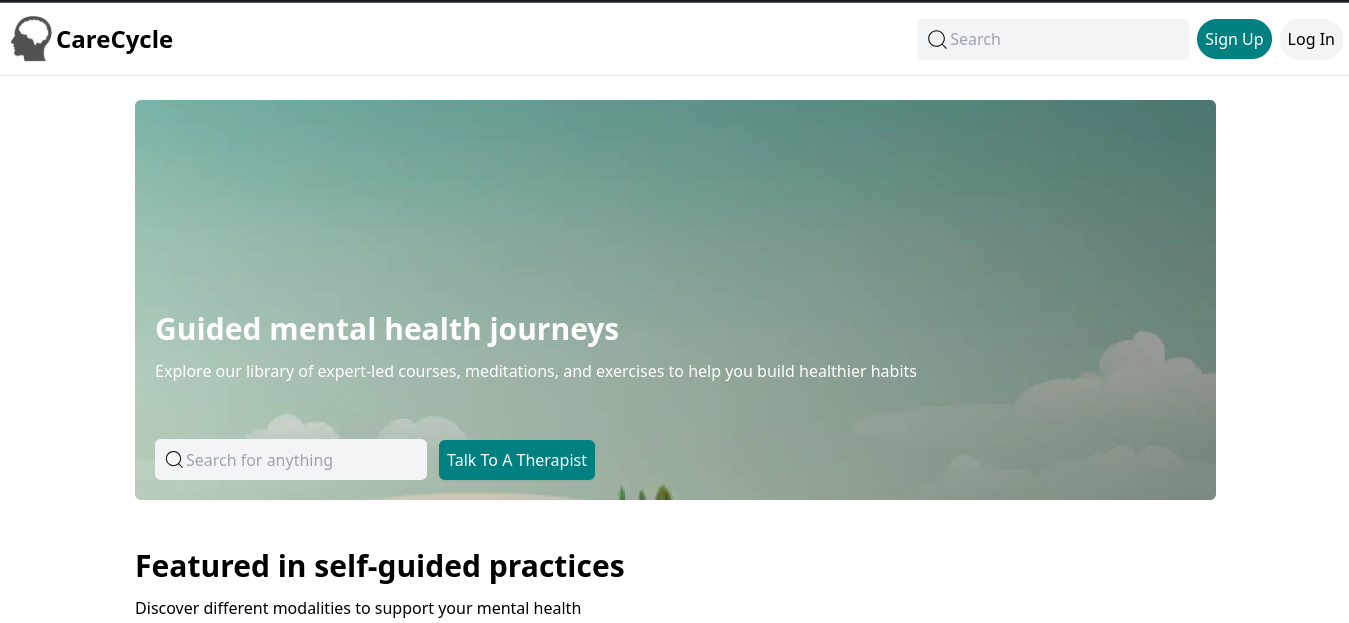 CareCycle
Search
Sign Up
Log In
Guided mental health journeys
Explore our library of expert-led courses, meditations, and exercises to help you build healthier habits
Search for anything
Talk To A Therapist
Featured in self-guided practices
Discover different modalities to support your mental health